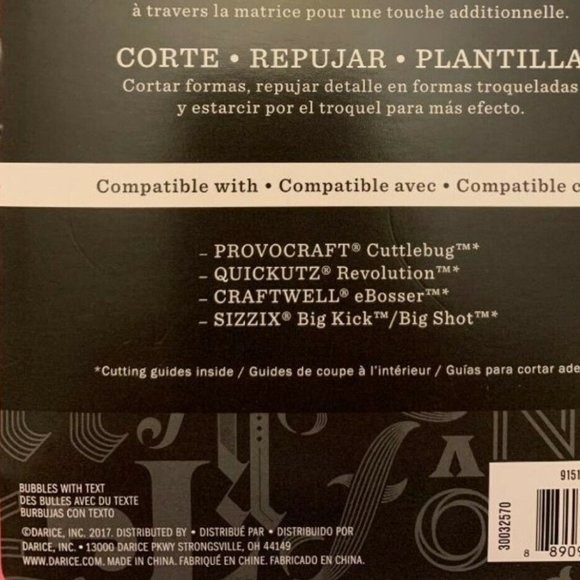 à travers la matrice pour une touche additionnelle.
CORTE • REPUJAR • PLANTILLA
Cortar formas, repujar detalle en formas troqueladas
y estarcir por el troquel para más efecto.
Compatible with • Compatible avec • Compatible c
– PROVOCRAFT® Cuttlebug™*
– QUICKUTZ® Revolution™*
– CRAFTWELL® eBosser™*
– SIZZIX® Big Kick™/Big Shot™*
*Cutting guides inside / Guides de coupe à l'intérieur / Guías para cortar ade
BUBBLES WITH TEXT
DES BULLES AVEC DU TEXTE
BURBUJAS CON TEXTO
©DARICE, INC. 2017. DISTRIBUTED BY • DISTRIBUÉ PAR • DISTRIBUIDO POR
DARICE, INC. • 13000 DARICE PKWY STRONGSVILLE, OH 44149
WWW.DARICE.COM. MADE IN CHINA. FABRIQUÉ EN CHINE. FABRICADO EN CHINA.
30032570
9151
8 8909